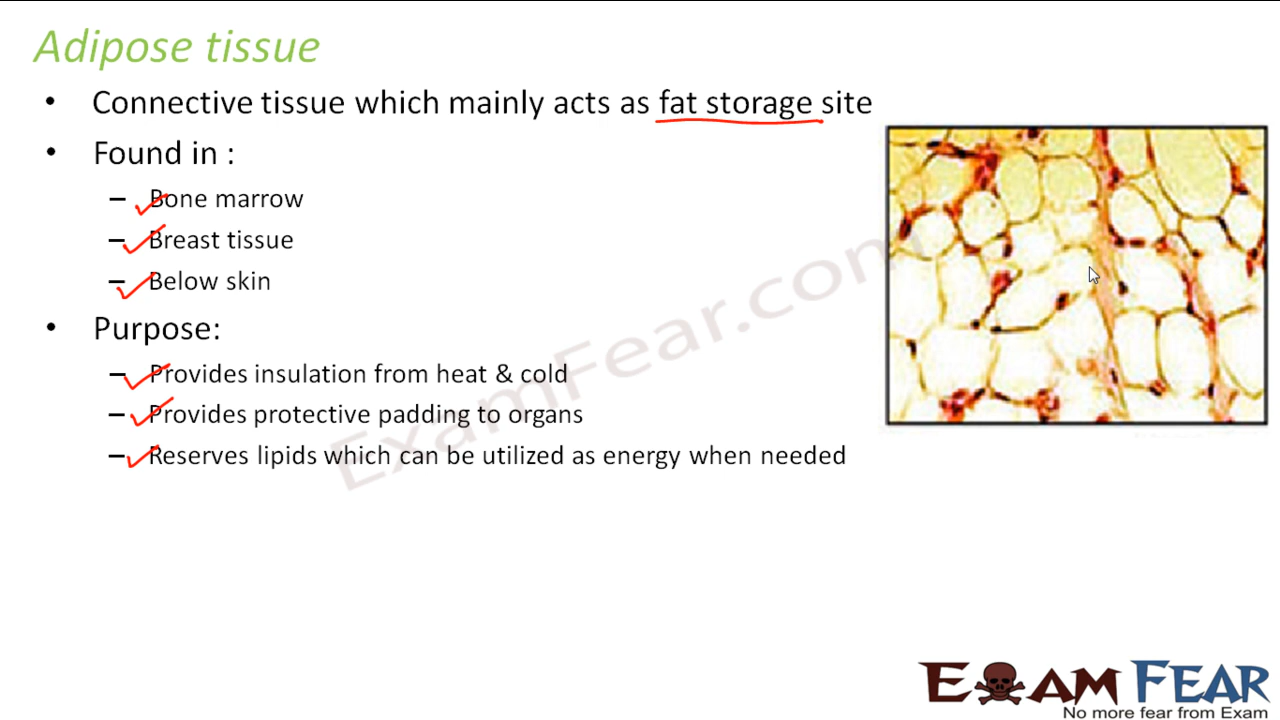 Adipose tissue
• Connective tissue which mainly acts as fat storage site
• Found in :
– Bone marrow
– Breast tissue
– Below skin
• Purpose:
– Provides insulation from heat & cold
– Provides protective padding to organs
– Reserves lipids which can be utilized as energy when needed
ExamFear.com
EXAM FEAR
No more fear from Exam